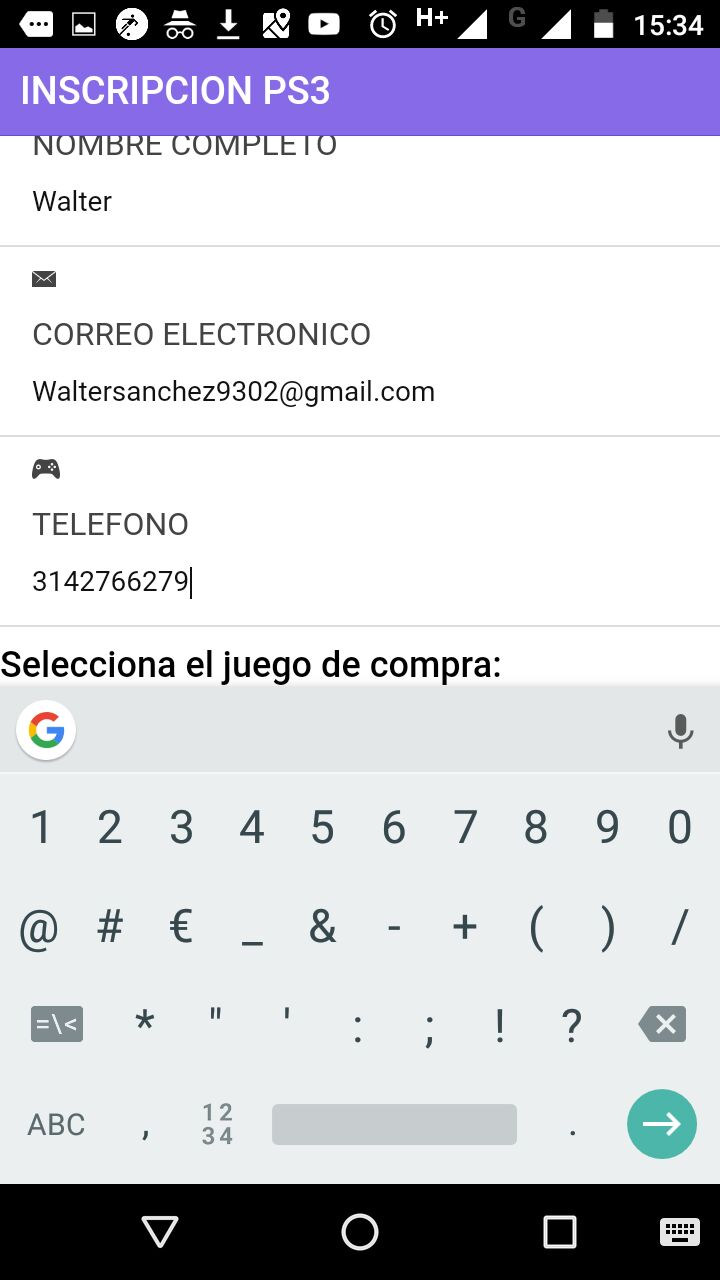 H+ G 15:34
INSCRIPCION PS3
NOMBRE COMPLETO
Walter
CORREO ELECTRONICO
Waltersanchez9302@gmail.com
TELEFONO
3142766279
Selecciona el juego de compra:
G
1 2 3 4 5 6 7 8 9 0
@ # € _ & - + ( ) /
=\< * " ' : ; ! ?
ABC , 12 34 .